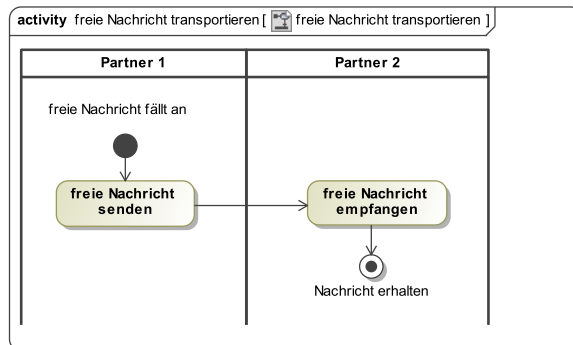 activity freie Nachricht transportieren [ freie Nachricht transportieren ]
Partner 1
Partner 2
freie Nachricht fällt an
freie Nachricht
senden
freie Nachricht
empfangen
Nachricht erhalten